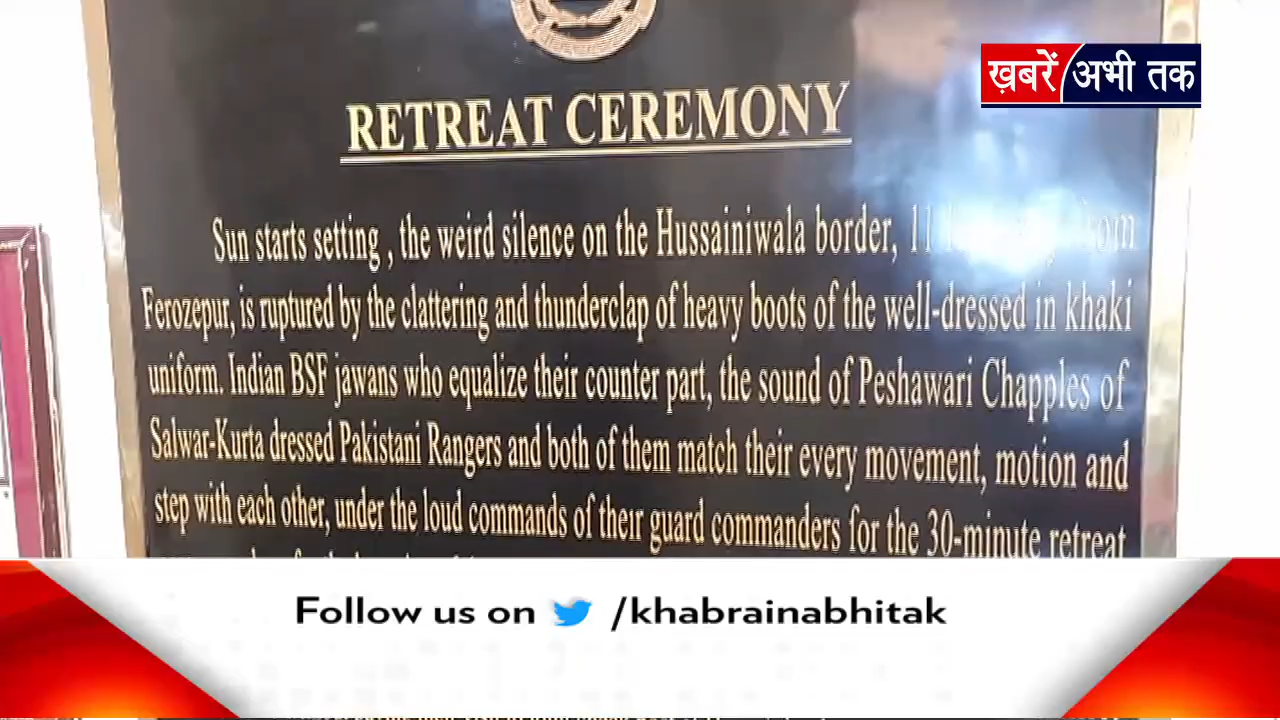 ख़बरें अभी तक
RETREAT CEREMONY
Sun starts setting , the weird silence on the Hussainiwala border, 11
Ferozepur, is ruptured by the clattering and thunderclap of heavy boots of the well-dressed in khaki
uniform. Indian BSF jawans who equalize their counter part, the sound of Peshawari Chapples of
Salwar-Kurta dressed Pakistani Rangers and both of them match their every movement, motion and
step with each other, under the loud commands of their guard commanders for the 30-minute retreat
Follow us on /khabrainabhitak